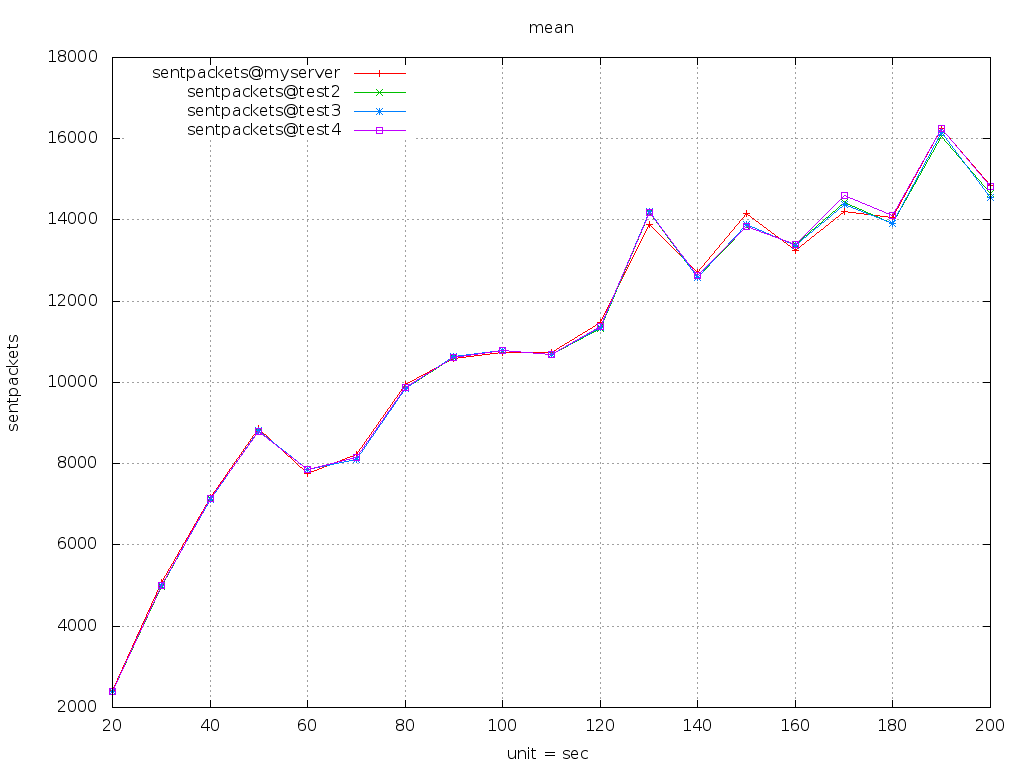 mean
18000
16000
14000
12000
10000
8000
6000
4000
2000
sentpackets@myserver
sentpackets@test2
sentpackets@test3
sentpackets@test4
sentpackets
20 40 60 80 100 120 140 160 180 200
unit = sec